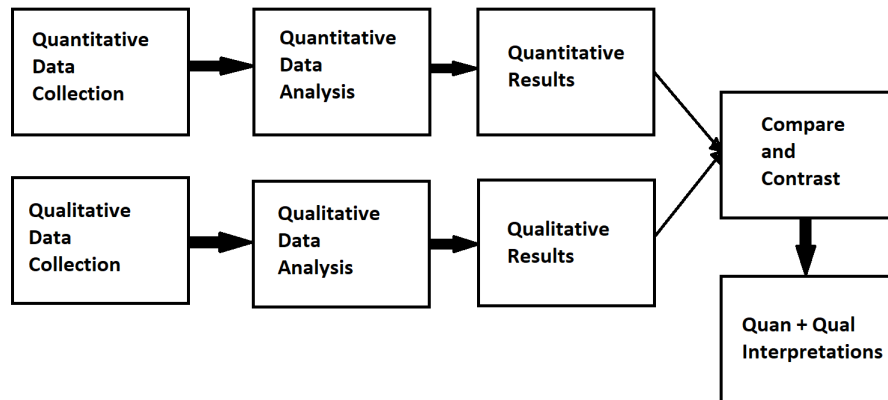 Quantitative
Data
Collection
Quantitative
Data
Analysis
Quantitative
Results
Compare
and
Contrast
Qualitative
Data
Collection
Qualitative
Data
Analysis
Qualitative
Results
Quan + Qual
Interpretations